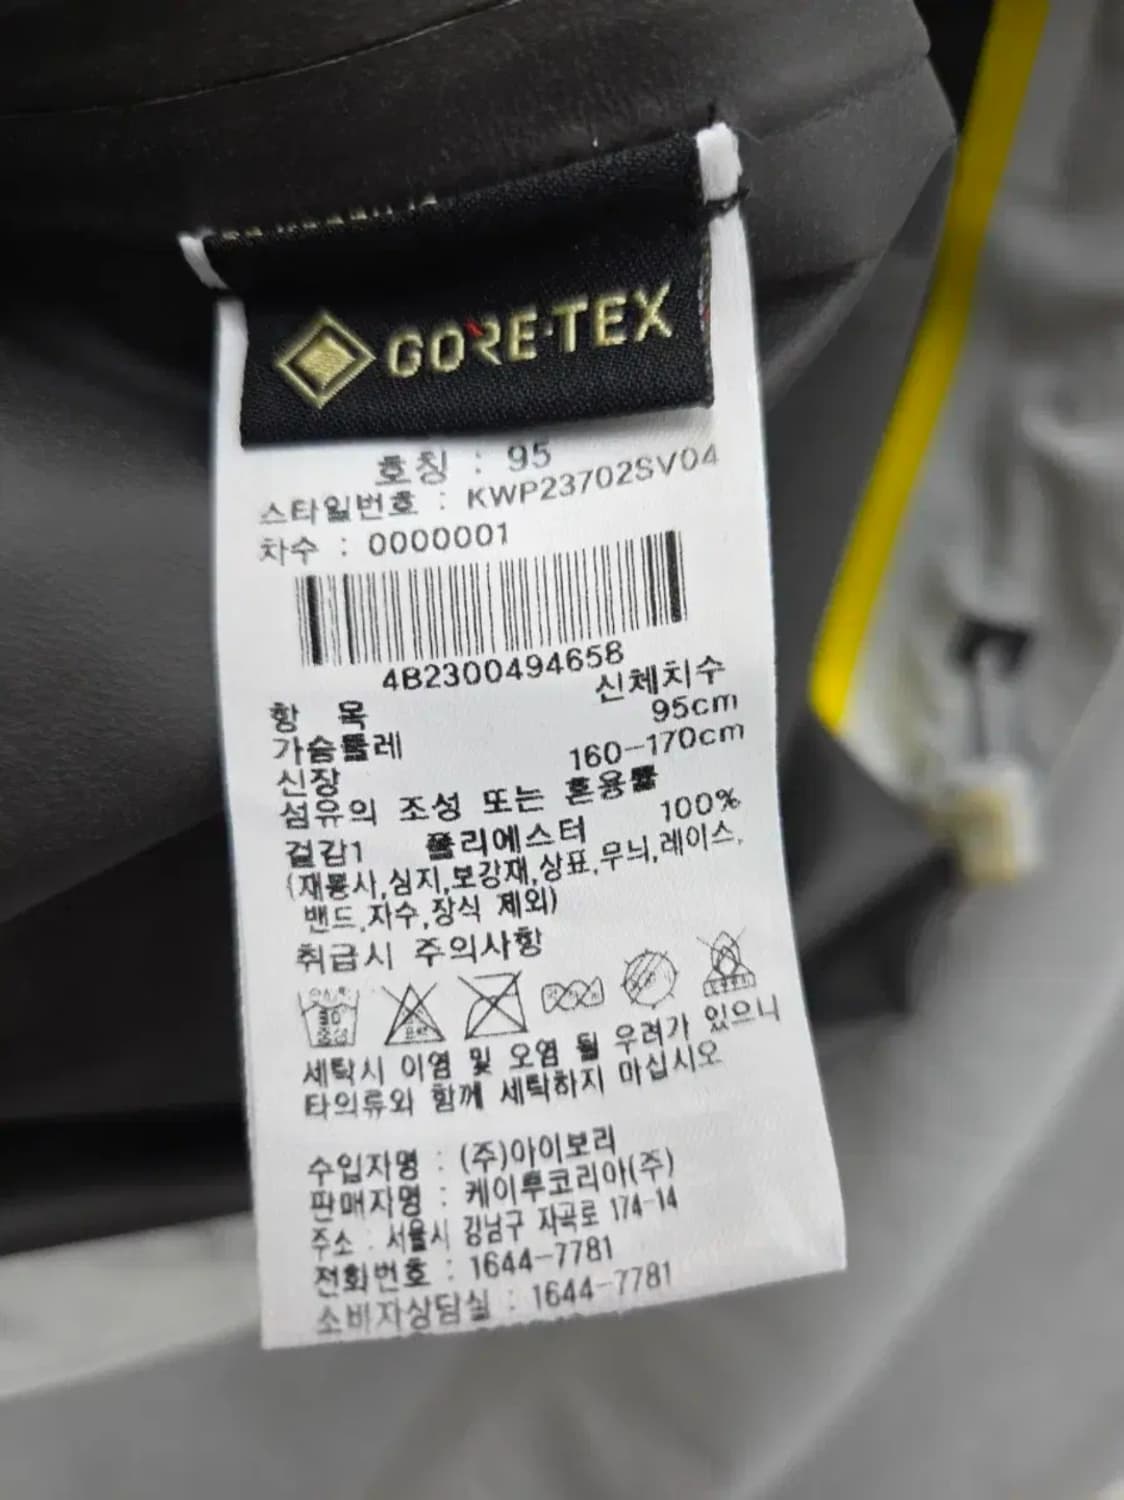 GORE-TEX
호칭 : 95
스타일번호 : KWP23702SV04
차수 : 0000001
4B2300494658
항 목 신체치수
가슴둘레 95cm
신장 160-170cm
섬유의 조성 또는 혼용률
겉감1 폴리에스터 100%
(재봉사,심지,보강재,상표,무늬,레이스,
밴드,자수,장식 제외)
취급시 주의사항
세탁시 이염 및 오염 될 우려가 있으니
타의류와 함께 세탁하지 마십시오
수입자명 : (주)아이보리
판매자명 : 케이투코리아(주)
주소 : 서울시 강남구 자곡로 174-14
전화번호 : 1644-7781
소비자상담실 : 1644-7781